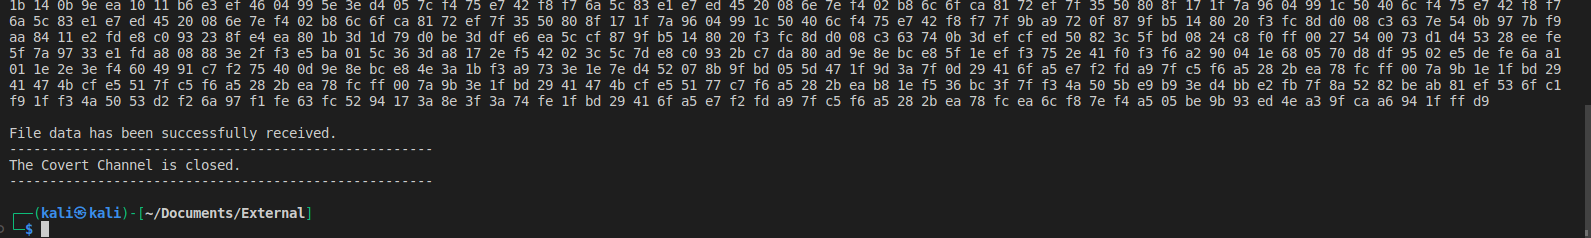 1b 14 0b 9e ea 10 11 b6 e3 ef 46 04 99 5e 3e d4 05 7c f4 75 e7 42 f8 f7 6a 5c 83 e1 e7 ed 45 20 08 6e 7e f4 02 b8 6c 6f ca 81 72 ef 7f 35 50 80 8f 17 1f 7a 96 04 99 1c 50 40 6c f4 75 e7 42 f8 f7
6a 5c 83 e1 e7 ed 45 20 08 6e 7e f4 02 b8 6c 6f ca 81 72 ef 7f 35 50 80 8f 17 1f 7a 96 04 99 1c 50 40 6c f4 75 e7 42 f8 f7 7f 9b a9 72 0f 87 9f b5 14 80 20 f3 fc 8d d0 08 c3 63 7e 54 0b 97 7b f9
aa 84 11 e2 fd e8 c0 93 23 8f e4 ea 80 1b 3d 1d 79 d0 be 3d df e6 ea 5c cf 87 9f b5 14 80 20 f3 fc 8d d0 08 c3 63 74 0b 3d ef cf ed 50 82 3c 5f bd 08 24 c8 f0 ff 00 27 54 00 73 d1 d4 53 28 ee fe
5f 7a 97 33 e1 fd a8 08 88 3e 2f f3 e5 ba 01 5c 36 3d a8 17 2e f5 42 02 3c 5c 7d e8 c0 93 2b c7 da 80 ad 9e 8e bc e8 5f 1e ef f3 75 2e 41 f0 f3 f6 a2 90 04 1e 68 05 70 d8 df 95 02 e5 de fe 6a a1
01 1e 2e 3e f4 60 49 91 c7 f2 75 40 0d 9e 8e bc e8 4e 3a 1b f3 a9 73 3e 1e 7e d4 52 07 8b 9f bd 05 5d 47 1f 9d 3a 7f 0d 29 41 6f a5 e7 f2 fd a9 7f c5 f6 a5 28 2b ea 78 fc ff 00 7a 9b 1e 1f bd 29
41 47 4b cf e5 51 7f c5 f6 a5 28 2b ea 78 fc ff 00 7a 9b 3e 1f bd 29 41 47 4b cf e5 51 77 c7 f6 a5 28 2b ea b8 1e f5 36 bc 3f 7f f3 4a 50 5b e9 b9 3e d4 bb e2 fb 7f 8a 52 82 be ab 81 ef 53 6f c1
f9 1f f3 4a 50 53 d2 f2 6a 97 f1 fe 63 fc 52 94 17 3a 8e 3f 3a 74 fe 1f bd 29 41 6f a5 e7 f2 fd a9 7f c5 f6 a5 28 2b ea 78 fc ea 6c f8 7e f4 a5 05 be 9b 93 ed 4e a3 9f ca a6 94 1f ff d9
File data has been successfully received.
-----------------------------------------------------
The Covert Channel is closed.
-----------------------------------------------------
┌──(kali㉿kali)-[~/Documents/External]
└─$